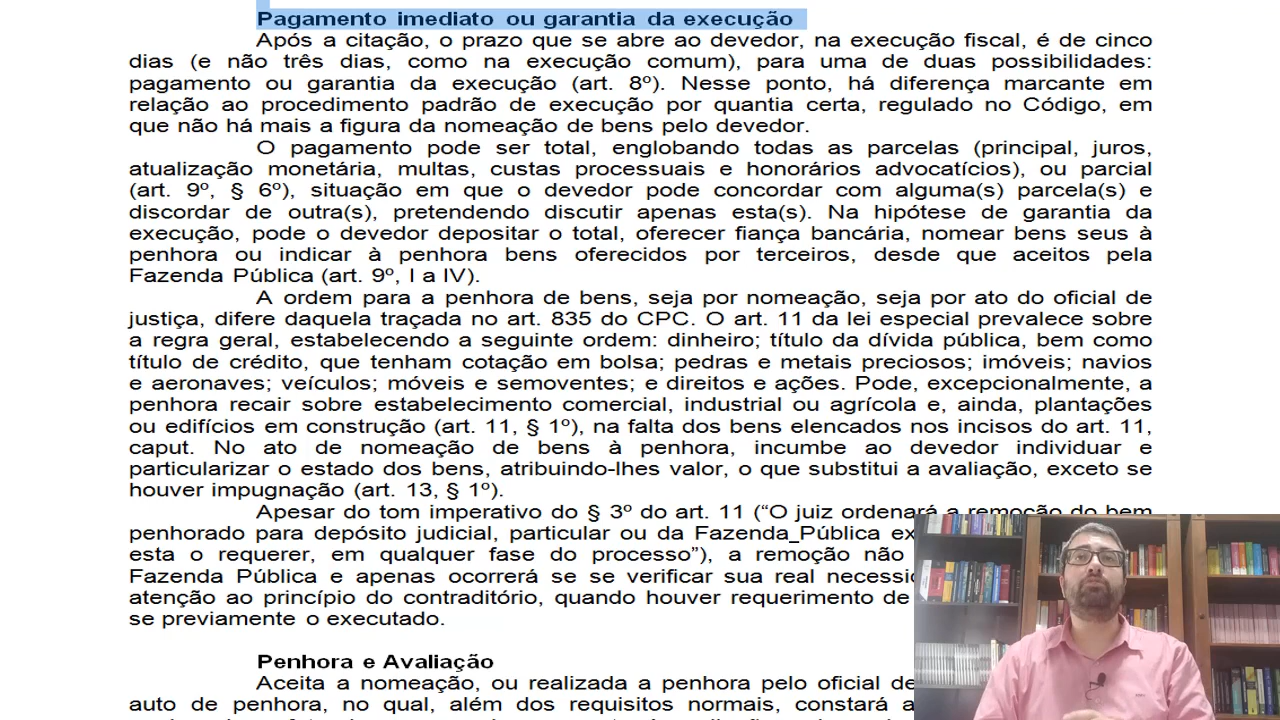 Pagamento imediato ou garantia da execução
Após a citação, o prazo que se abre ao devedor, na execução fiscal, é de cinco
dias (e não três dias, como na execução comum), para uma de duas possibilidades:
pagamento ou garantia da execução (art. 8º). Nesse ponto, há diferença marcante em
relação ao procedimento padrão de execução por quantia certa, regulado no Código, em
que não há mais a figura da nomeação de bens pelo devedor.
O pagamento pode ser total, englobando todas as parcelas (principal, juros,
atualização monetária, multas, custas processuais e honorários advocatícios), ou parcial
(art. 9º, § 6º), situação em que o devedor pode concordar com alguma(s) parcela(s) e
discordar de outra(s), pretendendo discutir apenas esta(s). Na hipótese de garantia da
execução, pode o devedor depositar o total, oferecer fiança bancária, nomear bens seus à
penhora ou indicar à penhora bens oferecidos por terceiros, desde que aceitos pela
Fazenda Pública (art. 9º, I a IV).
A ordem para a penhora de bens, seja por nomeação, seja por ato do oficial de
justiça, difere daquela traçada no art. 835 do CPC. O art. 11 da lei especial prevalece sobre
a regra geral, estabelecendo a seguinte ordem: dinheiro; título da dívida pública, bem como
título de crédito, que tenham cotação em bolsa; pedras e metais preciosos; imóveis; navios
e aeronaves; veículos; móveis e semoventes; e direitos e ações. Pode, excepcionalmente, a
penhora recair sobre estabelecimento comercial, industrial ou agrícola e, ainda, plantações
ou edifícios em construção (art. 11, § 1º), na falta dos bens elencados nos incisos do art. 11,
caput. No ato de nomeação de bens à penhora, incumbe ao devedor individuar e
particularizar o estado dos bens, atribuindo-lhes valor, o que substitui a avaliação, exceto se
houver impugnação (art. 13, § 1º).
Apesar do tom imperativo do § 3º do art. 11 (“O juiz ordenará a remoção do bem
penhorado para depósito judicial, particular ou da Fazenda_Pública ex
esta o requerer, em qualquer fase do processo”), a remoção não
Fazenda Pública e apenas ocorrerá se se verificar sua real necessi
atenção ao princípio do contraditório, quando houver requerimento de
se previamente o executado.
Penhora e Avaliação
Aceita a nomeação, ou realizada a penhora pelo oficial de
auto de penhora, no qual, além dos requisitos normais, constará a